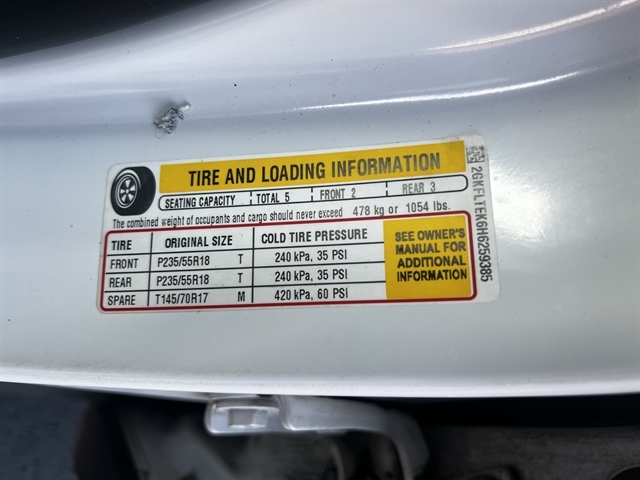 TIRE AND LOADING INFORMATION
SEATING CAPACITY TOTAL 5 FRONT 2 REAR 3
The combined weight of occupants and cargo should never exceed 478 kg or 1054 lbs.
TIRE ORIGINAL SIZE COLD TIRE PRESSURE
FRONT P235/55R18 T 240 kPa, 35 PSI
REAR P235/55R18 T 240 kPa, 35 PSI
SPARE T145/70R17 M 420 kPa, 60 PSI
SEE OWNER'S
MANUAL FOR
ADDITIONAL
INFORMATION
2GKFLTEK6H6259385